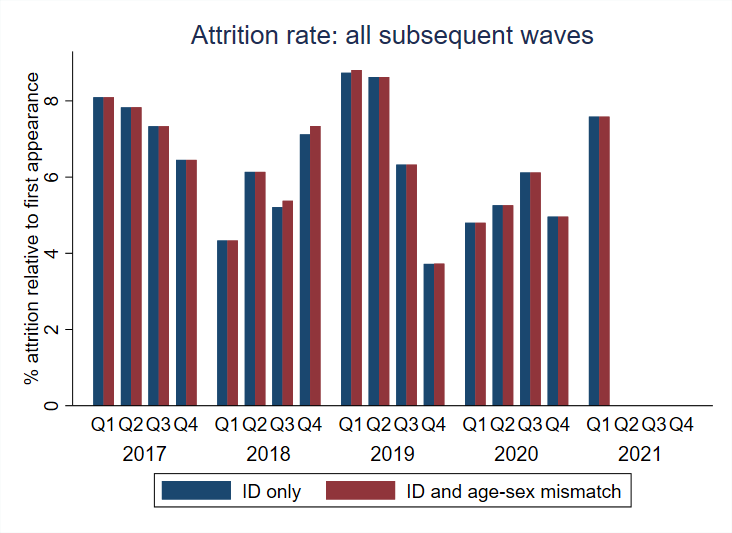 Attrition rate: all subsequent waves
% attrition relative to first appearance
8
6
4
2
0
Q1 Q2 Q3 Q4 Q1 Q2 Q3 Q4 Q1 Q2 Q3 Q4 Q1 Q2 Q3 Q4 Q1 Q2 Q3 Q4
2017 2018 2019 2020 2021
ID only ID and age-sex mismatch